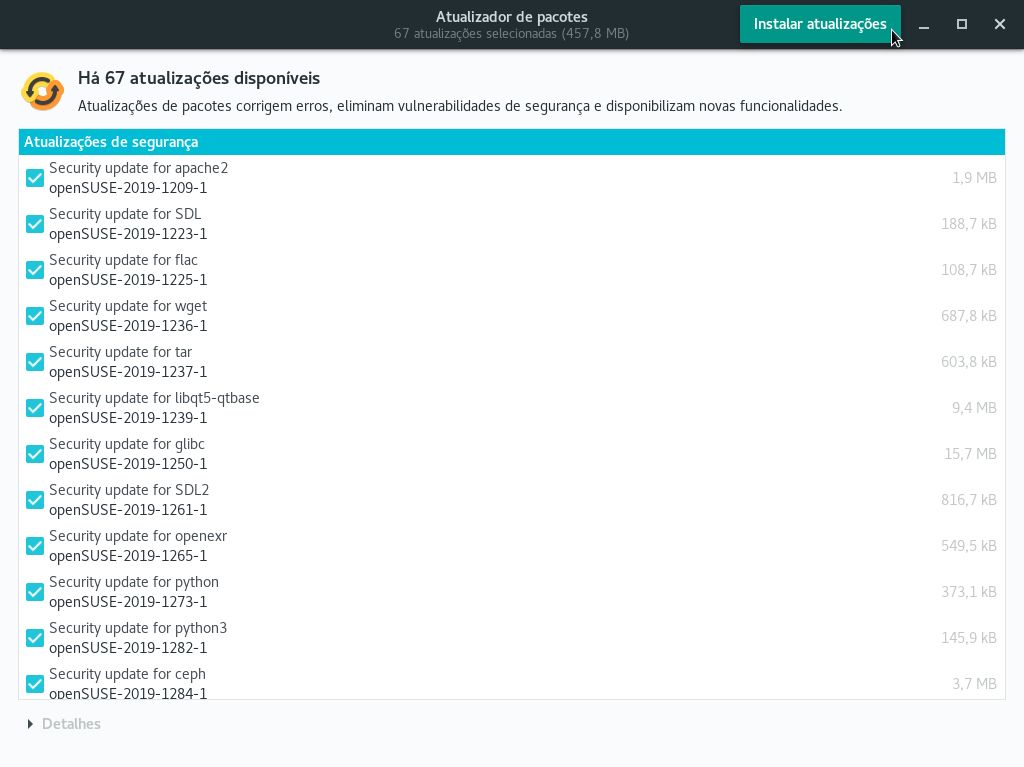 Atualizador de pacotes
67 atualizações selecionadas (457,8 MB)
Instalar atualizações
Há 67 atualizações disponíveis
Atualizações de pacotes corrigem erros, eliminam vulnerabilidades de segurança e disponibilizam novas funcionalidades.
Atualizações de segurança
Security update for apache2
openSUSE-2019-1209-1
1,9 MB
Security update for SDL
openSUSE-2019-1223-1
188,7 kB
Security update for flac
openSUSE-2019-1225-1
108,7 kB
Security update for wget
openSUSE-2019-1236-1
687,8 kB
Security update for tar
openSUSE-2019-1237-1
603,8 kB
Security update for libqt5-qtbase
openSUSE-2019-1239-1
9,4 MB
Security update for glibc
openSUSE-2019-1250-1
15,7 MB
Security update for SDL2
openSUSE-2019-1261-1
816,7 kB
Security update for openexr
openSUSE-2019-1265-1
549,5 kB
Security update for python
openSUSE-2019-1273-1
373,1 kB
Security update for python3
openSUSE-2019-1282-1
145,9 kB
Security update for ceph
openSUSE-2019-1284-1
3,7 MB
Detalhes